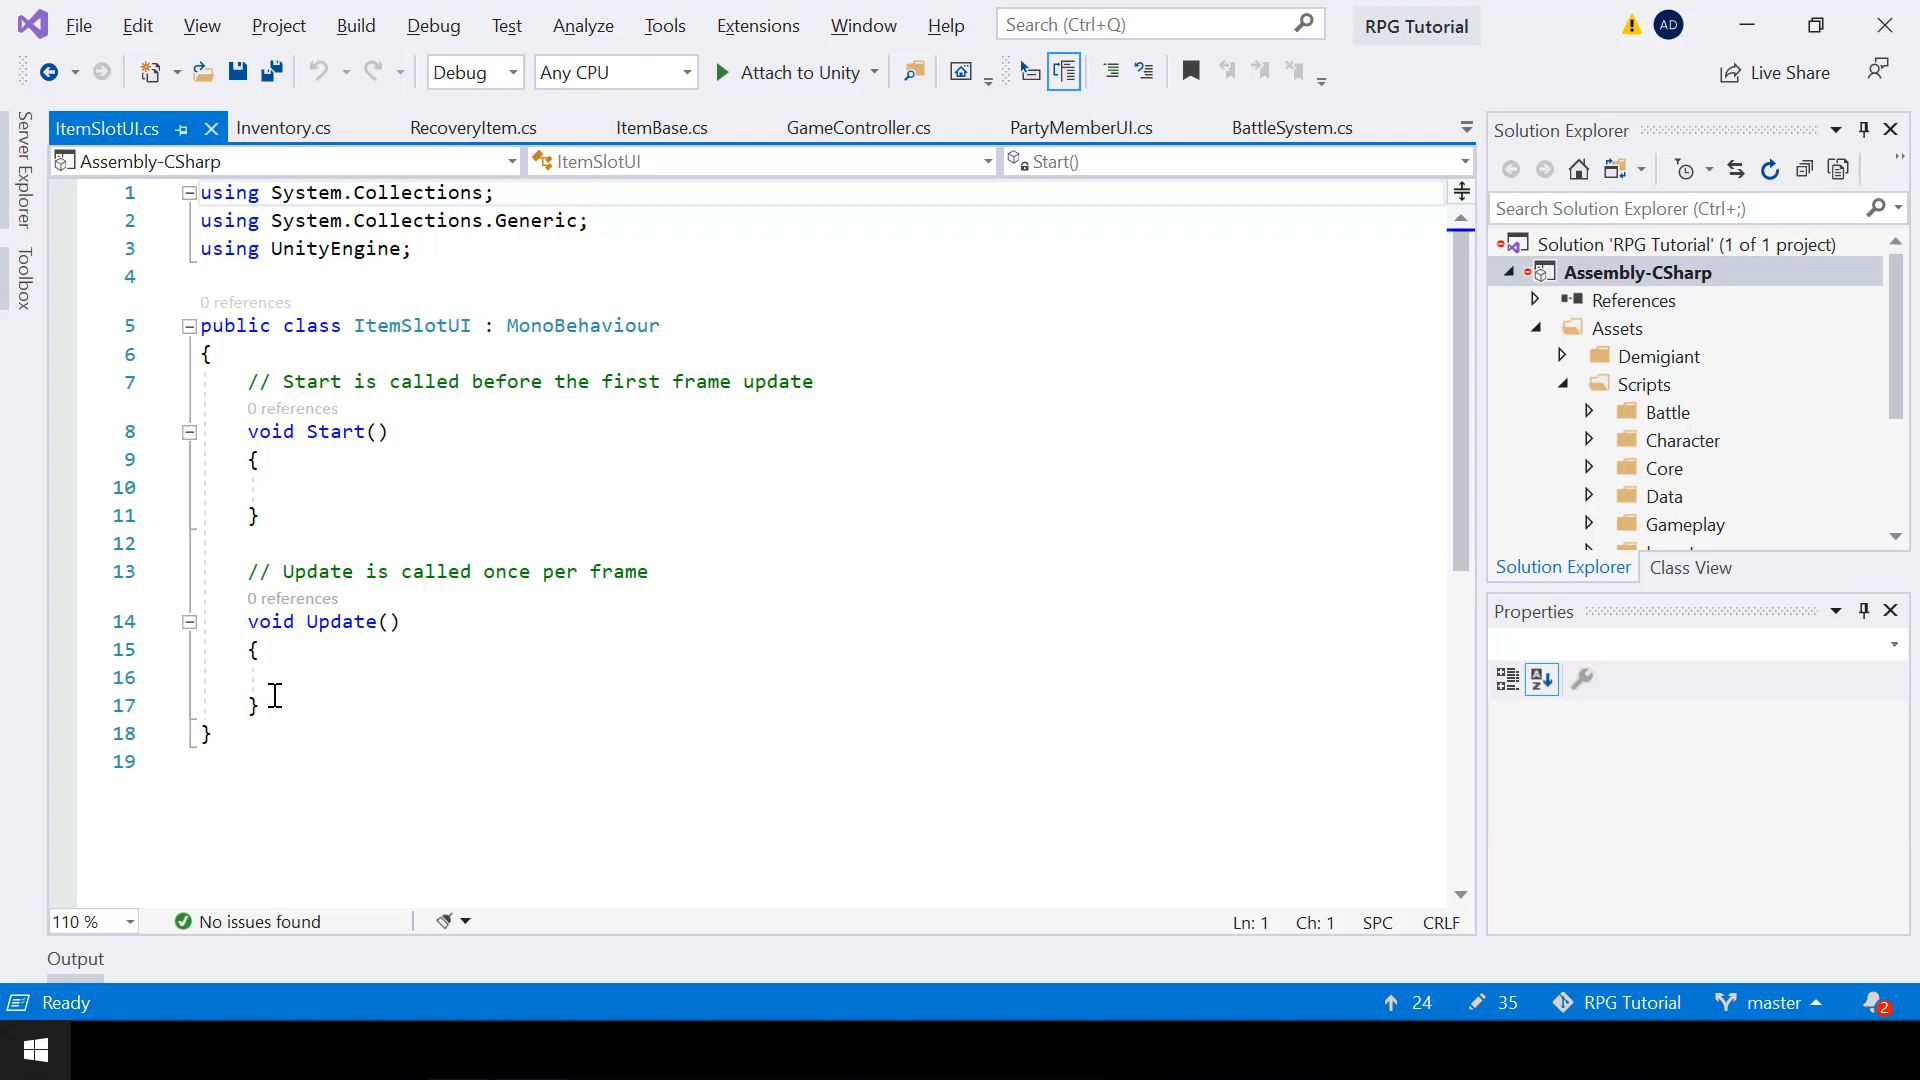 File Edit View Project Build Debug Test Analyze Tools Extensions Window Help Search (Ctrl+Q) RPG Tutorial AD
Debug Any CPU Attach to Unity Live Share
Server Explorer
Toolbox
ItemSlotUI.cs Inventory.cs RecoveryItem.cs ItemBase.cs GameController.cs PartyMemberUI.cs BattleSystem.cs
Assembly-CSharp ItemSlotUI Start()
1 using System.Collections;
2 using System.Collections.Generic;
3 using UnityEngine;
4
0 references
5 public class ItemSlotUI : MonoBehaviour
6 {
7 // Start is called before the first frame update
0 references
8 void Start()
9 {
10
11 }
12
13 // Update is called once per frame
0 references
14 void Update()
15 {
16
17 }
18 }
19
110 % No issues found Ln: 1 Ch: 1 SPC CRLF
Solution Explorer
Search Solution Explorer (Ctrl+;)
Solution 'RPG Tutorial' (1 of 1 project)
Assembly-CSharp
References
Assets
Demigiant
Scripts
Battle
Character
Core
Data
Gameplay
Solution Explorer Class View
Properties
Output
Ready 24 35 RPG Tutorial master 2